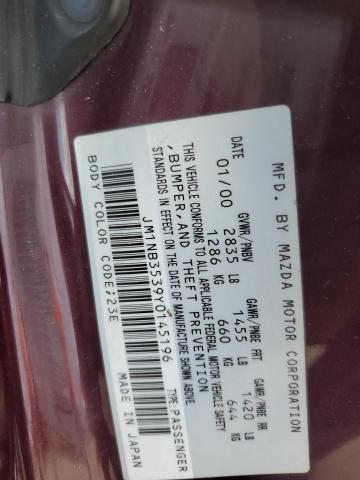 MFD. BY MAZDA MOTOR CORPORATION
DATE GVWR/PNBV GAWR/PNBE FRT GAWR/PNBE RR
01/00 2835 LB 1455 LB 1420 LB
1286 KG 660 KG 644 KG
THIS VEHICLE CONFORMS TO ALL APPLICABLE FEDERAL MOTOR VEHICLE SAFETY
,BUMPER,AND THEFT PREVENTION
STANDARDS IN EFFECT ON THE DATE OF MANUFACTURE SHOWN ABOVE.
JM1NB3539Y0145196 TYPE:PASSENGER
BODY COLOR CODE/23E MADE IN JAPAN